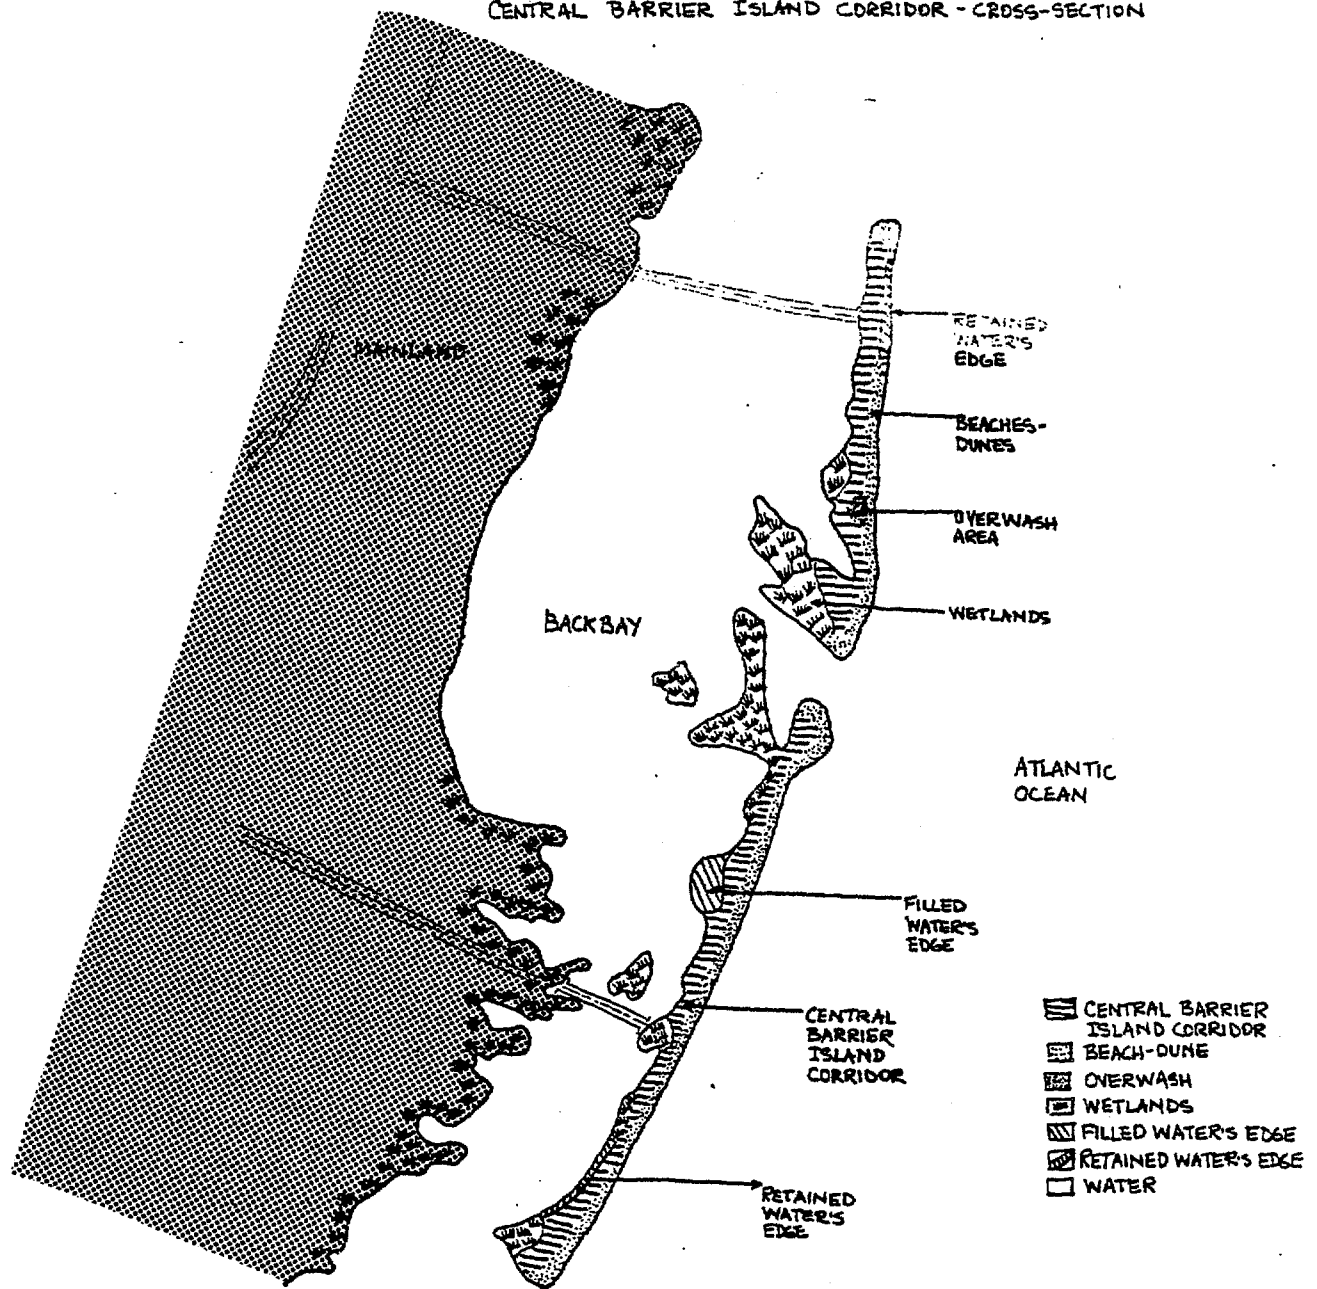 CENTRAL BARRIER ISLAND CORRIDOR - CROSS-SECTION
MAINLAND
RETAINED
WATER'S
EDGE
BEACHES-
DUNES
OVERWASH
AREA
WETLANDS
BACKBAY
ATLANTIC
OCEAN
FILLED
WATER'S
EDGE
CENTRAL
BARRIER
ISLAND
CORRIDOR
RETAINED
WATER'S
EDGE
CENTRAL BARRIER
ISLAND CORRIDOR
BEACH-DUNE
OVERWASH
WETLANDS
FILLED WATER'S EDGE
RETAINED WATER'S EDGE
WATER